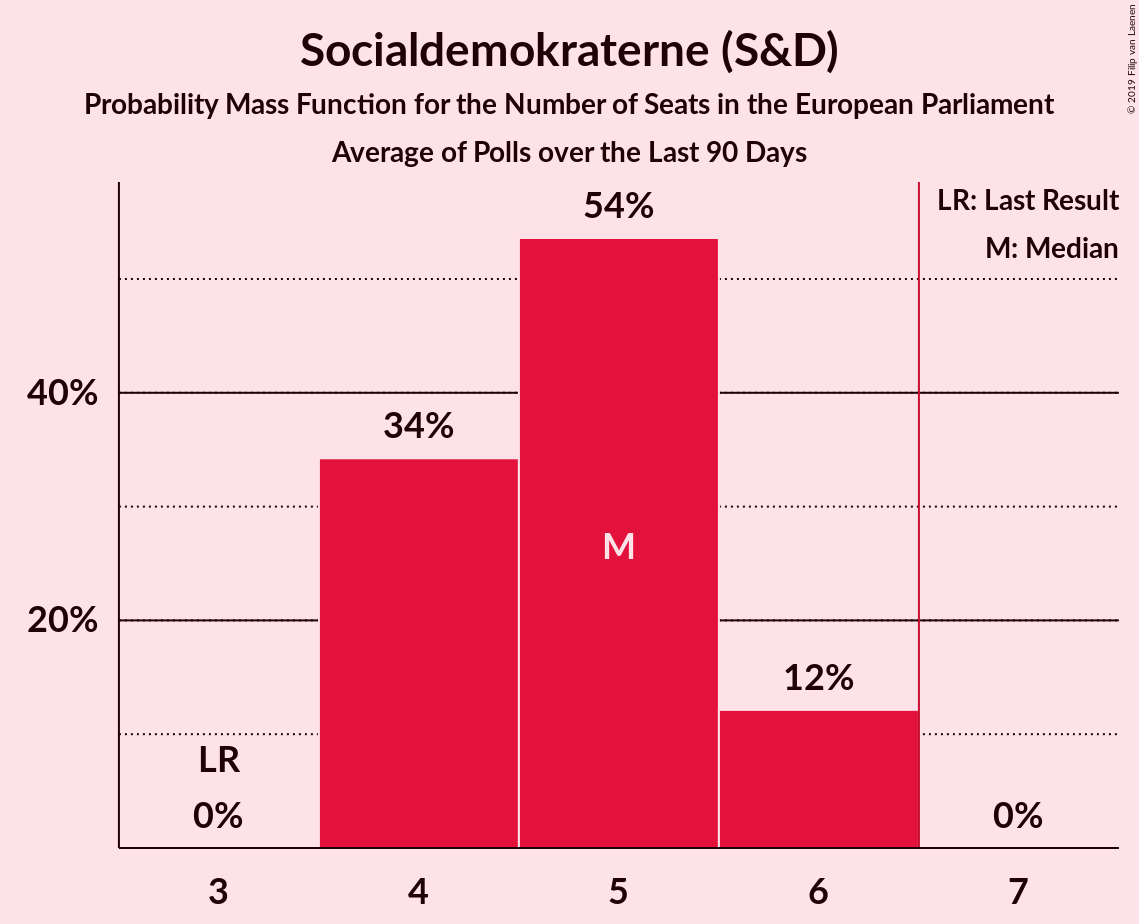 Socialdemokraterne (S&D)
Probability Mass Function for the Number of Seats in the European Parliament
Average of Polls over the Last 90 Days
© 2019 Filip van Laenen
LR: Last Result
M: Median
54%
40%
34%
M
20%
12%
LR
0%
0%
3 4 5 6 7